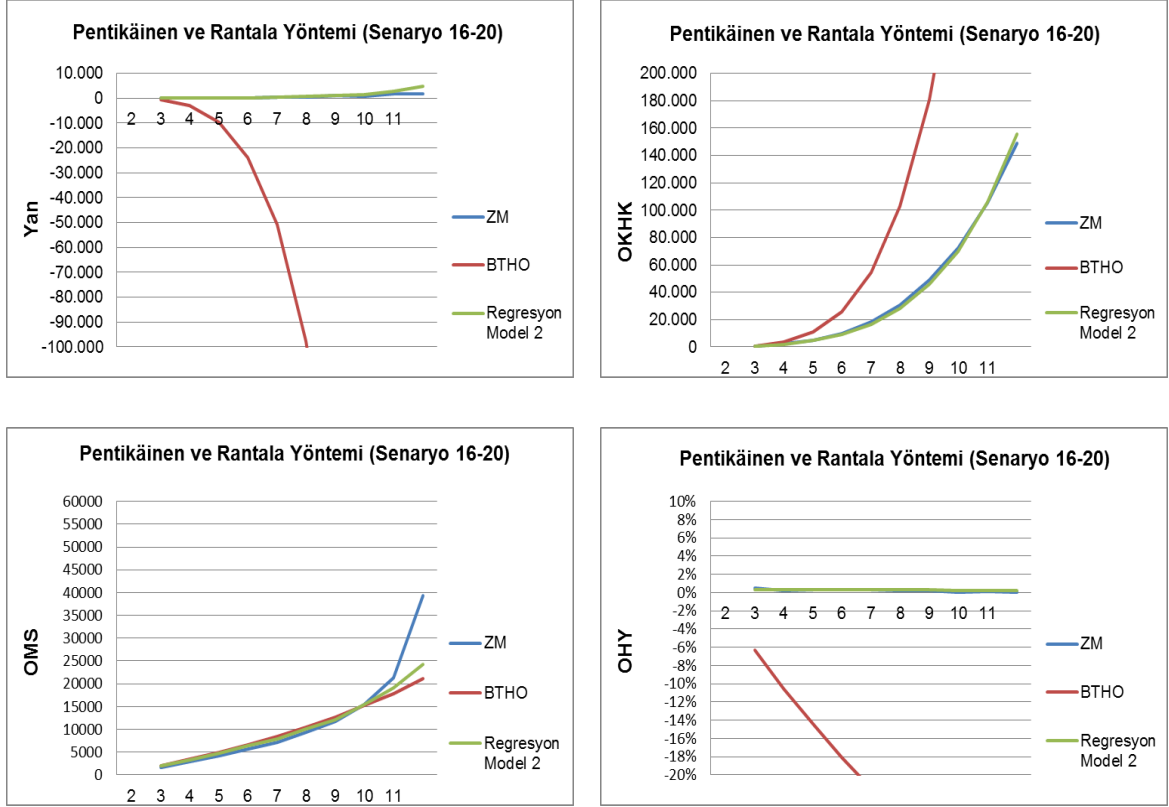 Pentikäinen ve Rantala Yöntemi (Senaryo 16-20)
10.000
0
-10.000
-20.000
-30.000
-40.000
-50.000
-60.000
-70.000
-80.000
-90.000
-100.000
Yan
2 3 4 5 6 7 8 9 10 11
ZM
BTHO
Regresyon
Model 2
Pentikäinen ve Rantala Yöntemi (Senaryo 16-20)
200.000
180.000
160.000
140.000
120.000
100.000
80.000
60.000
40.000
20.000
0
OKHK
2 3 4 5 6 7 8 9 10 11
ZM
BTHO
Regresyon
Model 2
Pentikäinen ve Rantala Yöntemi (Senaryo 16-20)
60000
55000
50000
45000
40000
35000
30000
25000
20000
15000
10000
5000
0
OMS
2 3 4 5 6 7 8 9 10 11
ZM
BTHO
Regresyon
Model 2
Pentikäinen ve Rantala Yöntemi (Senaryo 16-20)
10%
8%
6%
4%
2%
0%
-2%
-4%
-6%
-8%
-10%
-12%
-14%
-16%
-18%
-20%
OHY
2 3 4 5 6 7 8 9 10 11
ZM
BTHO
Regresyon
Model 2